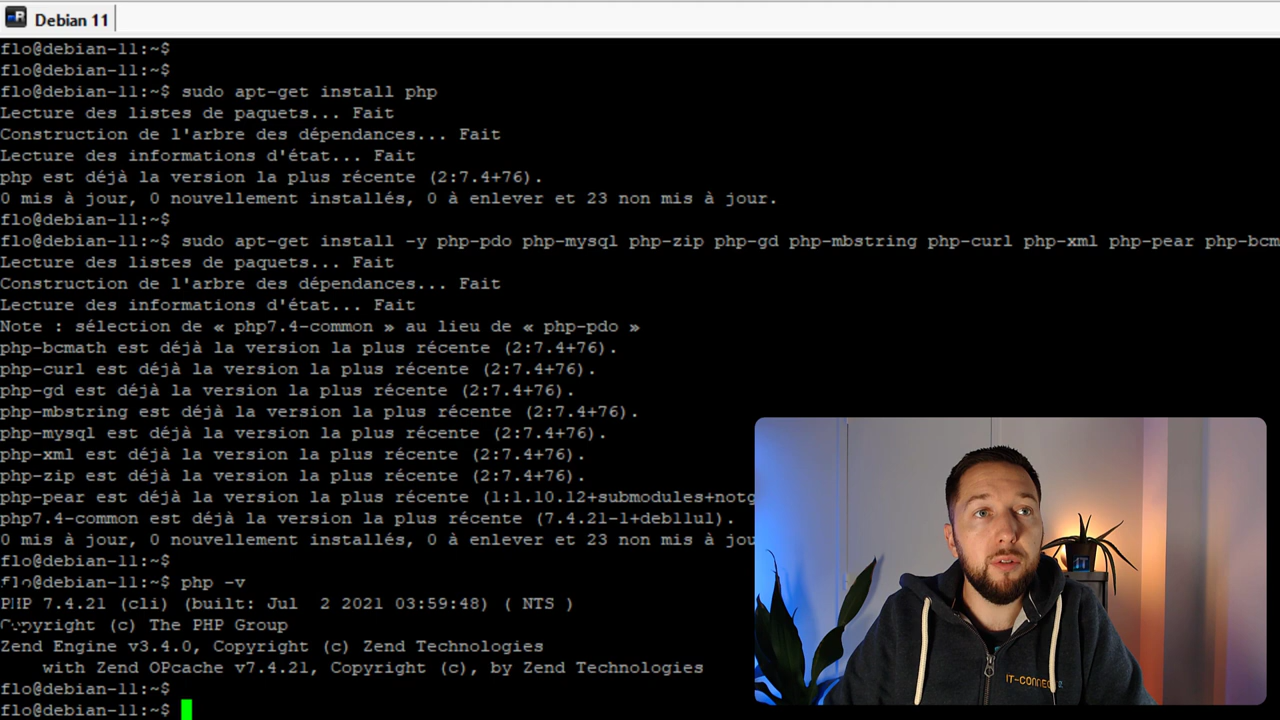 Debian 11
flo@debian-11:~$
flo@debian-11:~$
flo@debian-11:~$ sudo apt-get install php
Lecture des listes de paquets... Fait
Construction de l'arbre des dépendances... Fait
Lecture des informations d'état... Fait
php est déjà la version la plus récente (2:7.4+76).
0 mis à jour, 0 nouvellement installés, 0 à enlever et 23 non mis à jour.
flo@debian-11:~$
flo@debian-11:~$ sudo apt-get install -y php-pdo php-mysql php-zip php-gd php-mbstring php-curl php-xml php-pear php-bcm
Lecture des listes de paquets... Fait
Construction de l'arbre des dépendances... Fait
Lecture des informations d'état... Fait
Note : sélection de « php7.4-common » au lieu de « php-pdo »
php-bcmath est déjà la version la plus récente (2:7.4+76).
php-curl est déjà la version la plus récente (2:7.4+76).
php-gd est déjà la version la plus récente (2:7.4+76).
php-mbstring est déjà la version la plus récente (2:7.4+76).
php-mysql est déjà la version la plus récente (2:7.4+76).
php-xml est déjà la version la plus récente (2:7.4+76).
php-zip est déjà la version la plus récente (2:7.4+76).
php-pear est déjà la version la plus récente (1:1.10.12+submodules+notg
php7.4-common est déjà la version la plus récente (7.4.21-1+deb11u1).
0 mis à jour, 0 nouvellement installés, 0 à enlever et 23 non mis à jou
flo@debian-11:~$
flo@debian-11:~$ php -v
PHP 7.4.21 (cli) (built: Jul  2 2021 03:59:48) ( NTS )
Copyright (c) The PHP Group
Zend Engine v3.4.0, Copyright (c) Zend Technologies
    with Zend OPcache v7.4.21, Copyright (c), by Zend Technologies
flo@debian-11:~$
flo@debian-11:~$
IT